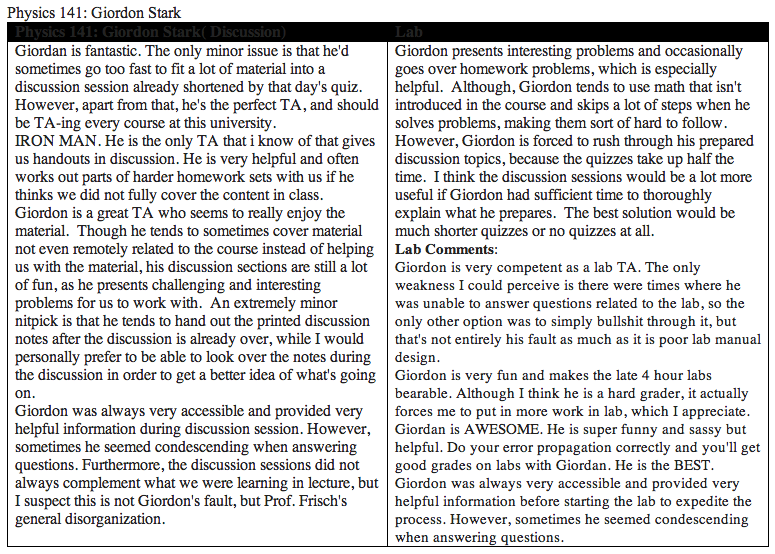 Physics 141: Giordon Stark
Physics 141: Giordon Stark( Discussion)
Giordan is fantastic. The only minor issue is that he'd
sometimes go too fast to fit a lot of material into a
discussion session already shortened by that day's quiz.
However, apart from that, he's the perfect TA, and should
be TA-ing every course at this university.
IRON MAN. He is the only TA that i know of that gives
us handouts in discussion. He is very helpful and often
works out parts of harder homework sets with us if he
thinks we did not fully cover the content in class.
Giordon is a great TA who seems to really enjoy the
material.  Though he tends to sometimes cover material
not even remotely related to the course instead of helping
us with the material, his discussion sections are still a lot
of fun, as he presents challenging and interesting
problems for us to work with.  An extremely minor
nitpick is that he tends to hand out the printed discussion
notes after the discussion is already over, while I would
personally prefer to be able to look over the notes during
the discussion in order to get a better idea of what's going
on.
Giordon was always very accessible and provided very
helpful information during discussion session. However,
sometimes he seemed condescending when answering
questions. Furthermore, the discussion sessions did not
always complement what we were learning in lecture, but
I suspect this is not Giordon's fault, but Prof. Frisch's
general disorganization.
Lab
Giordon presents interesting problems and occasionally
goes over homework problems, which is especially
helpful.  Although, Giordon tends to use math that isn't
introduced in the course and skips a lot of steps when he
solves problems, making them sort of hard to follow.
However, Giordon is forced to rush through his prepared
discussion topics, because the quizzes take up half the
time.  I think the discussion sessions would be a lot more
useful if Giordon had sufficient time to thoroughly
explain what he prepares.  The best solution would be
much shorter quizzes or no quizzes at all.
Lab Comments:
Giordon is very competent as a lab TA. The only
weakness I could perceive is there were times where he
was unable to answer questions related to the lab, so the
only other option was to simply bullshit through it, but
that's not entirely his fault as much as it is poor lab manual
design.
Giordon is very fun and makes the late 4 hour labs
bearable. Although I think he is a hard grader, it actually
forces me to put in more work in lab, which I appreciate.
Giordan is AWESOME. He is super funny and sassy but
helpful. Do your error propagation correctly and you'll get
good grades on labs with Giordan. He is the BEST.
Giordon was always very accessible and provided very
helpful information before starting the lab to expedite the
process. However, sometimes he seemed condescending
when answering questions.